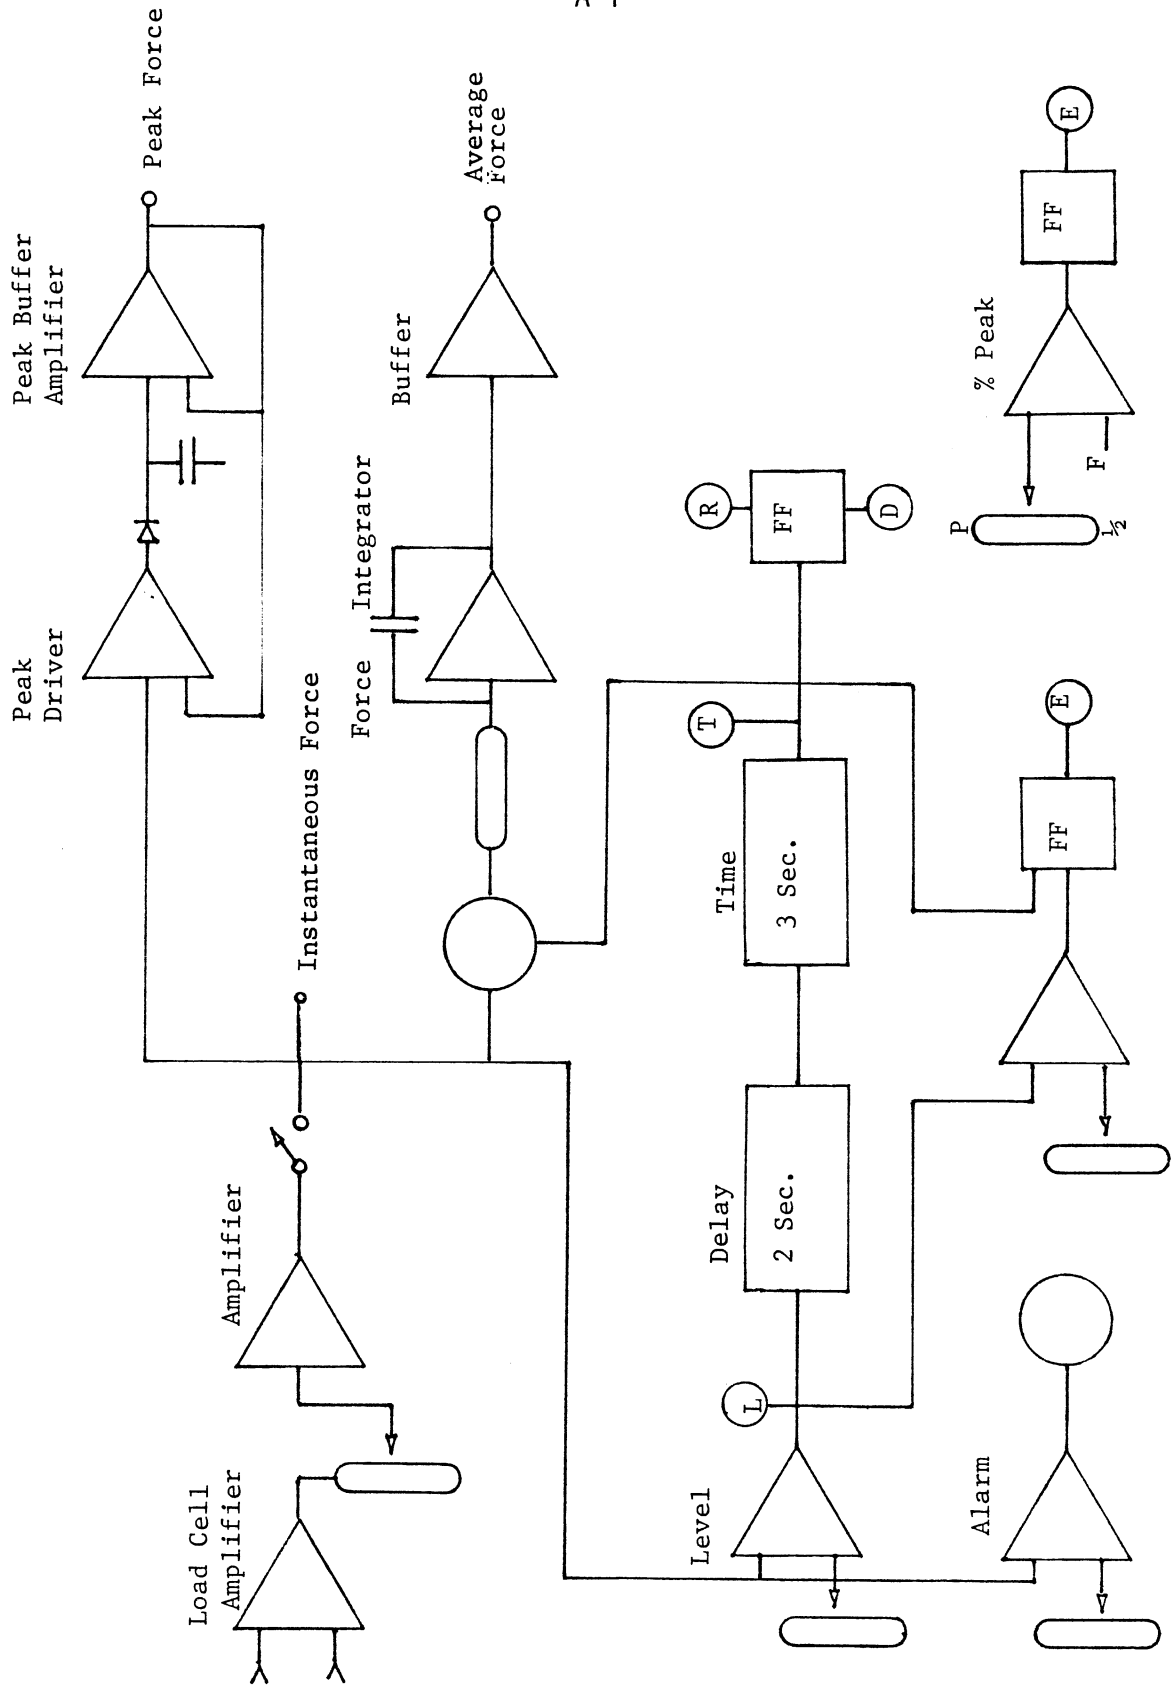 Peak Buffer
Amplifier
Peak Force
Peak
Driver
Instantaneous Force
Force Integrator
Buffer
Average
Force
Load Cell
Amplifier
Amplifier
Level
L
Delay
2 Sec.
Time
3 Sec.
T
R
FF
D
Alarm
FF
E
% Peak
P
½
F
FF
E